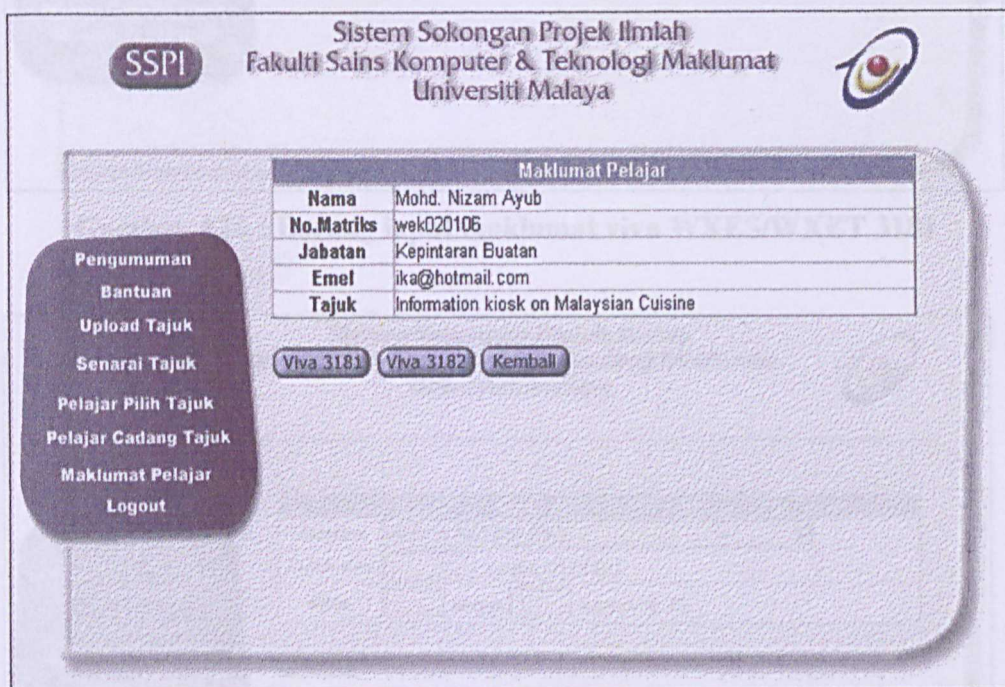 SSPI
Sistem Sokongan Projek Ilmiah
Fakulti Sains Komputer & Teknologi Maklumat
Universiti Malaya
Maklumat Pelajar
Nama Mohd. Nizam Ayub
No.Matriks wek020106
Jabatan Kepintaran Buatan
Emel ika@hotmail.com
Tajuk Information kiosk on Malaysian Cuisine
Viva 3181 Viva 3182 Kembali
Pengumuman
Bantuan
Upload Tajuk
Senarai Tajuk
Pelajar Pilih Tajuk
Pelajar Cadang Tajuk
Maklumat Pelajar
Logout